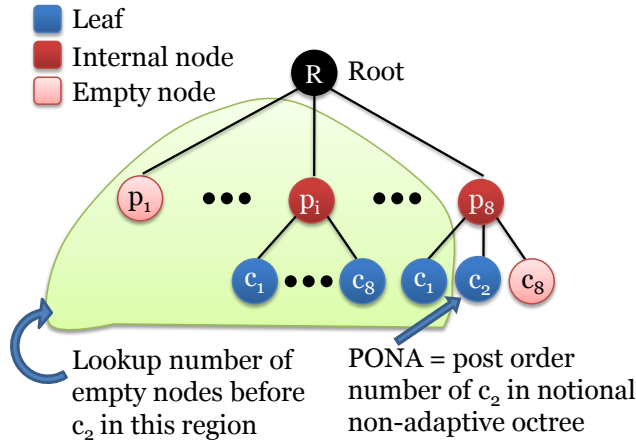 Leaf
Internal node
Empty node
R Root
p₁ ••• pᵢ ••• p₈
c₁ •••• c₈ c₁ c₂ c₈
Lookup number of
empty nodes before
c₂ in this region
PONA = post order
number of c₂ in notional
non-adaptive octree